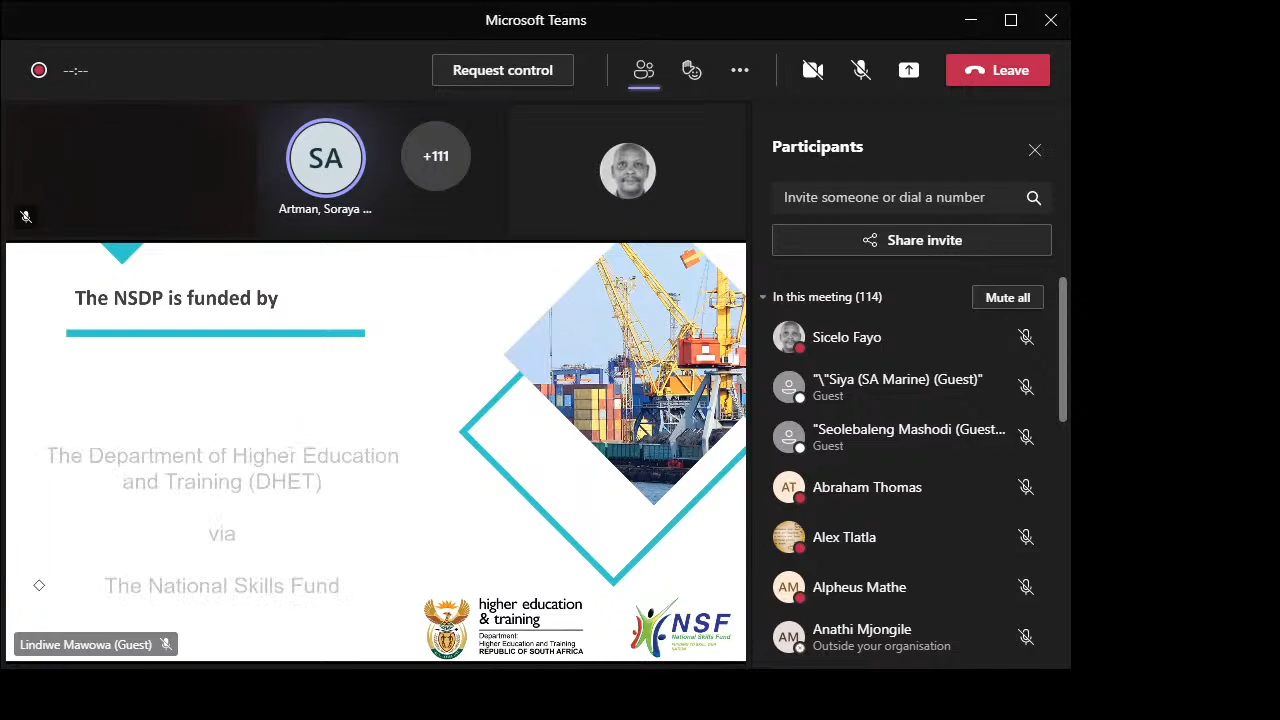 Microsoft Teams
--:--
Request control
Leave
SA
+111
Artman, Soraya ...
Participants
Invite someone or dial a number
Share invite
In this meeting (114)
Mute all
Sicelo Fayo
"\"Siya (SA Marine) (Guest)"
Guest
"Seolebaleng Mashodi (Guest...
Guest
AT
Abraham Thomas
Alex Tlatla
AM
Alpheus Mathe
AM
Anathi Mjongile
Outside your organisation
The NSDP is funded by
The Department of Higher Education
and Training (DHET)
via
The National Skills Fund
higher education
& training
Department:
Higher Education and Training
REPUBLIC OF SOUTH AFRICA
NSF
National Skills Fund
Lindiwe Mawowa (Guest)